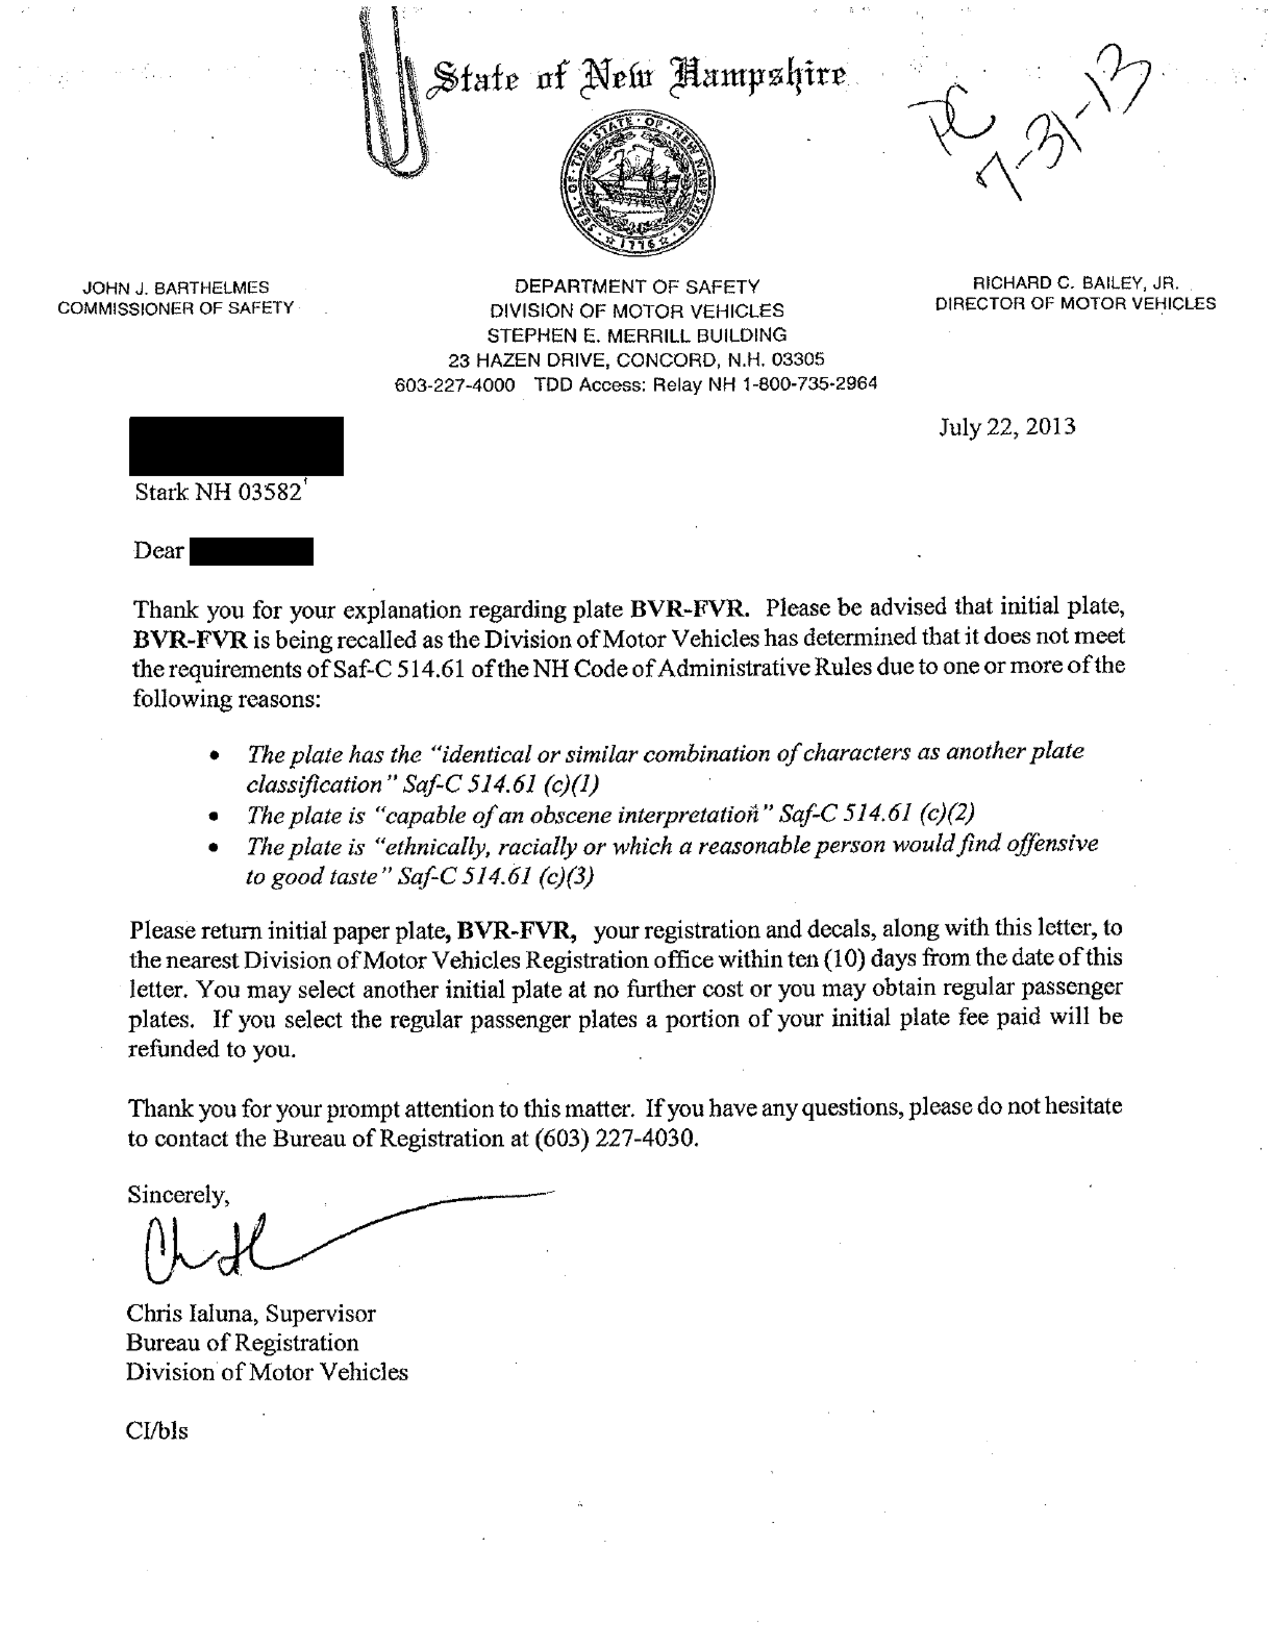 State of New Hampshire
PC
7-31-13
SEAL · OF · THE · STATE · OF · NEW HAMPSHIRE
1776
JOHN J. BARTHELMES
COMMISSIONER OF SAFETY
DEPARTMENT OF SAFETY
DIVISION OF MOTOR VEHICLES
STEPHEN E. MERRILL BUILDING
23 HAZEN DRIVE, CONCORD, N.H. 03305
603-227-4000 TDD Access: Relay NH 1-800-735-2964
RICHARD C. BAILEY, JR.
DIRECTOR OF MOTOR VEHICLES
July 22, 2013
Stark NH 03582
Dear
Thank you for your explanation regarding plate BVR-FVR. Please be advised that initial plate,
BVR-FVR is being recalled as the Division of Motor Vehicles has determined that it does not meet
the requirements of Saf-C 514.61 of the NH Code of Administrative Rules due to one or more of the
following reasons:
• The plate has the “identical or similar combination of characters as another plate
classification” Saf-C 514.61 (c)(1)
• The plate is “capable of an obscene interpretation” Saf-C 514.61 (c)(2)
• The plate is “ethnically, racially or which a reasonable person would find offensive
to good taste” Saf-C 514.61 (c)(3)
Please return initial paper plate, BVR-FVR, your registration and decals, along with this letter, to
the nearest Division of Motor Vehicles Registration office within ten (10) days from the date of this
letter. You may select another initial plate at no further cost or you may obtain regular passenger
plates. If you select the regular passenger plates a portion of your initial plate fee paid will be
refunded to you.
Thank you for your prompt attention to this matter. If you have any questions, please do not hesitate
to contact the Bureau of Registration at (603) 227-4030.
Sincerely,
Chris Ialuna, Supervisor
Bureau of Registration
Division of Motor Vehicles
CI/bls